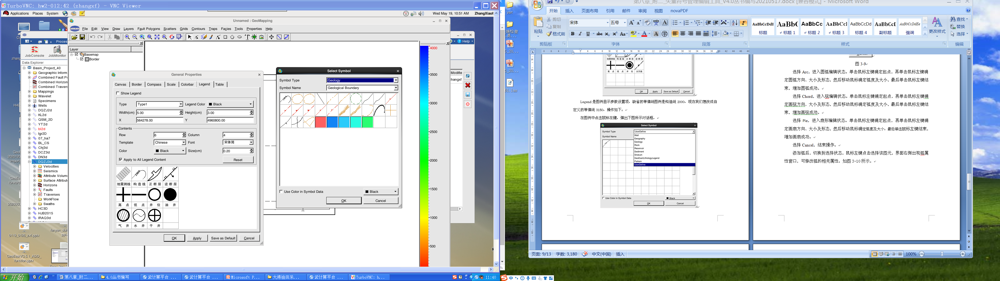 TurboVNC: hw2-012:42 (zhangxf) - VNC Viewer
Applications Places System
Wed May 19, 10:51 AM ZhangXiaof
Unnamed : GeoMapping
File Edit View Draw Layers Fault Polygons Scatters Grids Contours Traps Facies Tools Properties Help
Proces
Help
JobConsole JobMonitor
Data Explorer
Basin_Project_40
Geographic Inform
Combined Fault Po
Combined Horizon
Combined Travers
Mappings
Wavelet
Specimens
Wells
DQZJ2d
KL2d
QSM_2D
YT2d
bl2d
tgr2D
07_ha7
BL_CS
Chj3d
DCZ3d
DN3d
DQZJ3d
Velocities
Seismics
Attribute Volum
Surface Attribut
Horizons
Faults
Traverses
WorkFlow
Swaths
HC3D
HJB2015
IRAQ3d
0119_0126_zxf.pptx
GeoEastV3.5.1_ADD_
function.pptx
Layer
Basemap
Border
General Properties
Canvas Border Compass Scale Colorbar Legend Table
Show Legend
Type Type1 Legend Color Black
Width(cm) 5.00 Height(cm) 3.00
X 564278.00 Y 4960800.00
Contents
Row 6 Column 4
Template Chinese Font 宋体简
Color Black Size(cm) 0.20
Apply to All Legend Content Reset
地震测线 构造线 正断层 逆断层
高点 低点 井位 油井
气井 水井 干井
OK Apply Save as Default Cancel
Select Symbol
Symbol Type Geology
Symbol Name Geological Boundary
Use Color in Symbol Data Black
OK Cancel
4000
3500
3000
2500
2000
1500
1000
500
Modifie
zhangxf
ymt
B1.las
第八章_附二_矢量符号管理编辑工具_V4.0丛书编写20210517.docx [兼容模式] - Microsoft Word
开始 插入 页面布局 引用 邮件 审阅 视图 novaPDF
粘贴 剪切 复制 格式刷
宋体 五号
标题 标题 1 标题 2 标题 3 标题 4 副标题 强调
更改样式
查找 替换 选择
剪贴板 字体 段落 样式 编辑
地震测线 构造线 正断层 逆断层
高点 低点 井位 尖灭线
OK Apply Save as Default Cancel
Legend 是图例显示参数设置项，缺省的等值线图例是构造线 2000，现在我们想改成自
定义的等值线 3150，操作如下：
在图例中点击鼠标左键，弹出下图所示对话框，
Select Symbol
Symbol Type UserDefine
Symbol Name
Well
Geography
Geology
Rock
Reservoir
Sediment
Stratum
GeoEastLithologyLegend
Pattern
UserDefine
Use Color in Symbol Data Black
OK Cancel
图 3-9
选择 Arc，进入圆弧编辑状态。单击鼠标左键确定起点，再单击鼠标左键确
定圆弧方向、大小及形态，然后移动鼠标确定弧度及大小，最后单击鼠标左键结
束，增加圆弧成功。
选择 Chord，进入弦编辑状态。单击鼠标左键确定起点，再单击鼠标左键确
定画弦方向、大小及形态，然后移动鼠标确定弧度及大小，最后单击鼠标左键结
束，增加画弦成功。
选择 Pie，进入扇形编辑状态。单击鼠标左键确定起点，再单击鼠标左键确
定画扇方向、大小及形态，然后移动鼠标确定弧度及大小，最后单击鼠标左键结束，
增加画扇成功。
选择 Cancel，结束操作。
添加弧后，切换到选择状态，鼠标左键点击选择该图元，界面右侧出现弧属
性窗口，可修改弧的相关属性。如图 3-10 所示。
页面: 9/13 字数: 3,180 中文(中国) 插入 100%
开始 第八章_附二... 4.0丛书编写 云计算平台 ... 云计算平台 ... Microsoft P... 大港油田采... 云计算平台 ... TurboVNC: h... 11:40
中